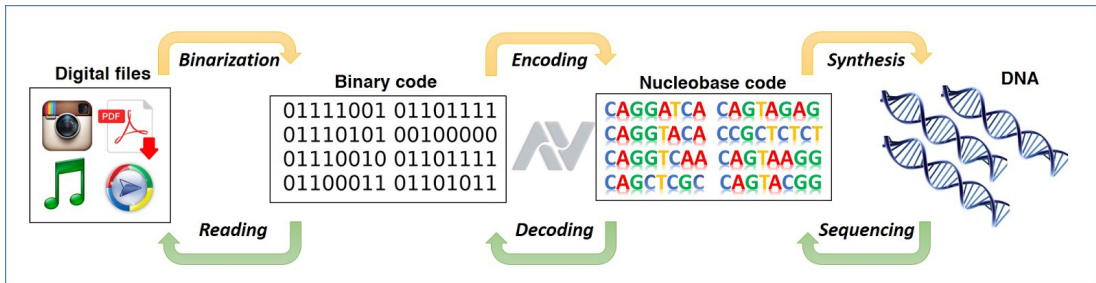 Binarization
Encoding
Synthesis
Digital files
Binary code
Nucleobase code
DNA
PDF
01111001 01101111
01110101 00100000
01110010 01101111
01100011 01101011
AV
CAGGATCA CAGTAGAG
CAGGTACA CCGCTCTCT
CAGGTCAA CAGTAAGG
CAGCTCGC CAGTACGG
Reading
Decoding
Sequencing